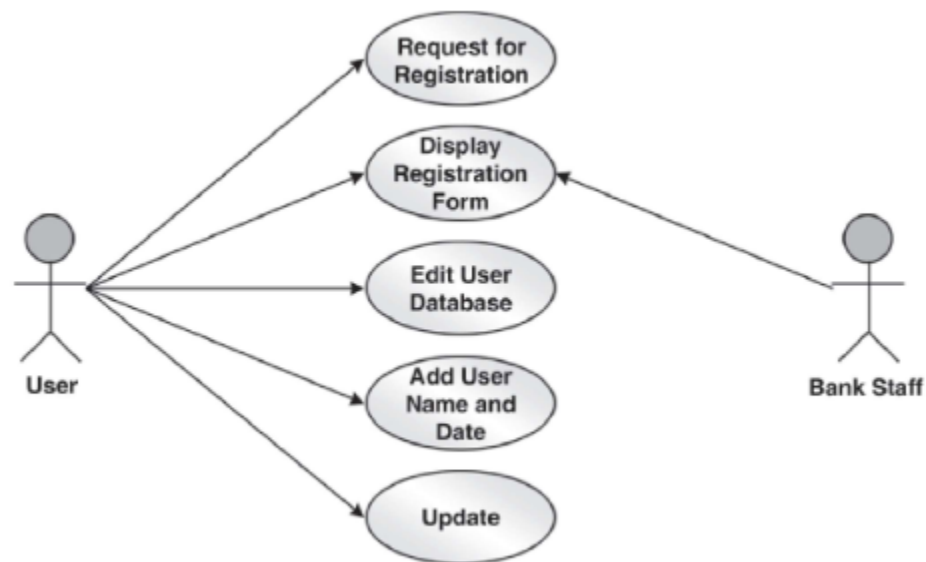 Request for
Registration
Display
Registration
Form
Edit User
Database
User
Add User
Name and
Date
Bank Staff
Update